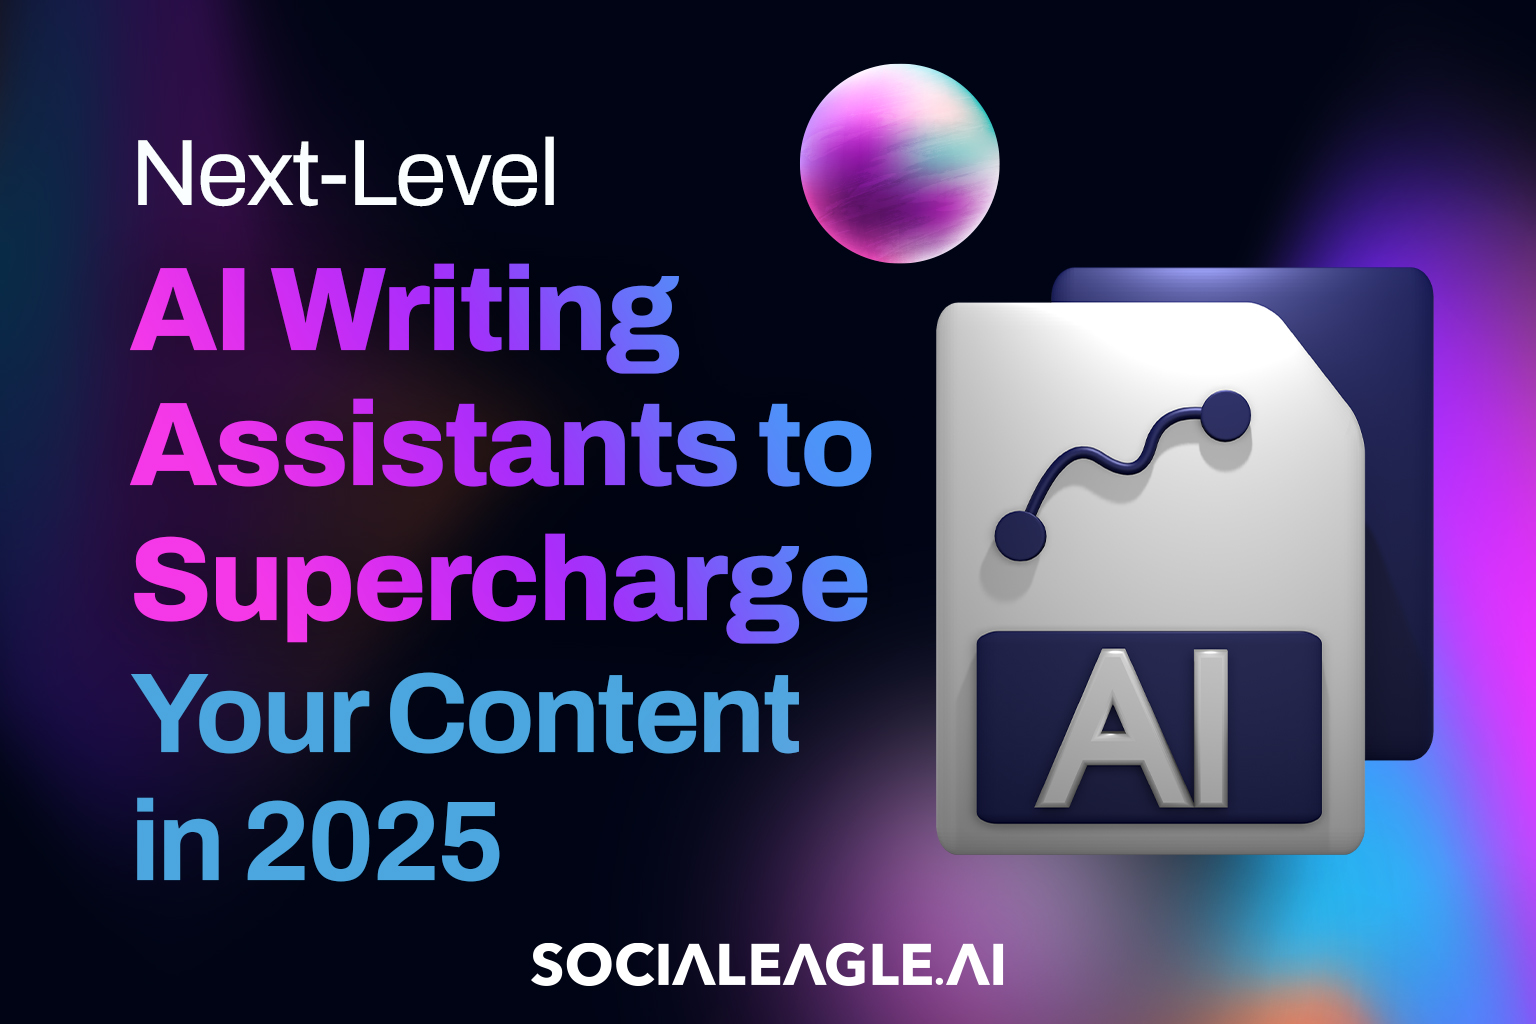 Next-Level
AI Writing
Assistants to
Supercharge
Your Content
in 2025
AI
SOCIALEAGLE.AI